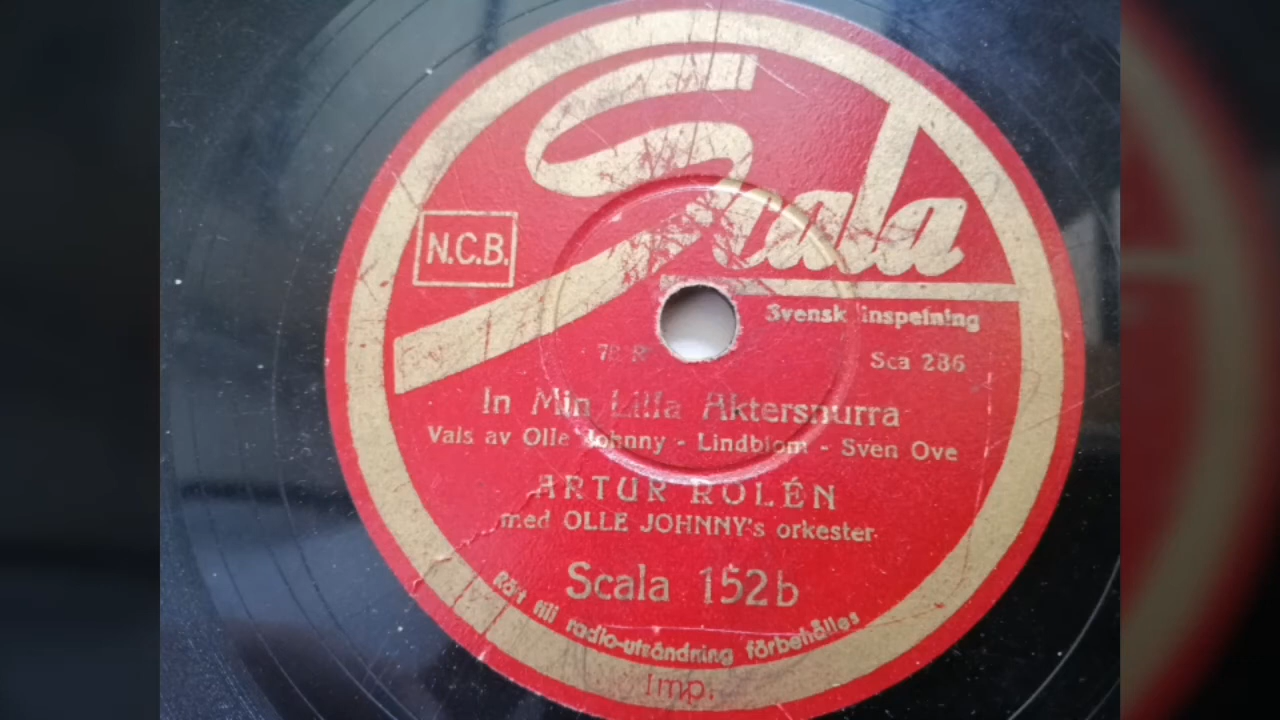 Scala
N.C.B.
Svensk inspelning
78 R
Sca 286
In Min Lilla Aktersnurra
Vals av Olle Johnny - Lindblom - Sven Ove
ARTUR ROLÉN
med OLLE JOHNNY's orkester
Scala 152b
Rätt till radio-utsändning förbehålles
Imp.